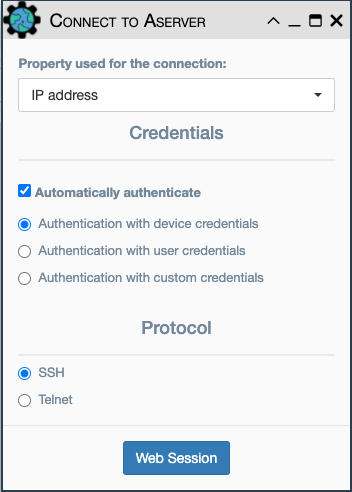 Connect to Aserver
Property used for the connection:
IP address
Credentials
Automatically authenticate
Authentication with device credentials
Authentication with user credentials
Authentication with custom credentials
Protocol
SSH
Telnet
Web Session